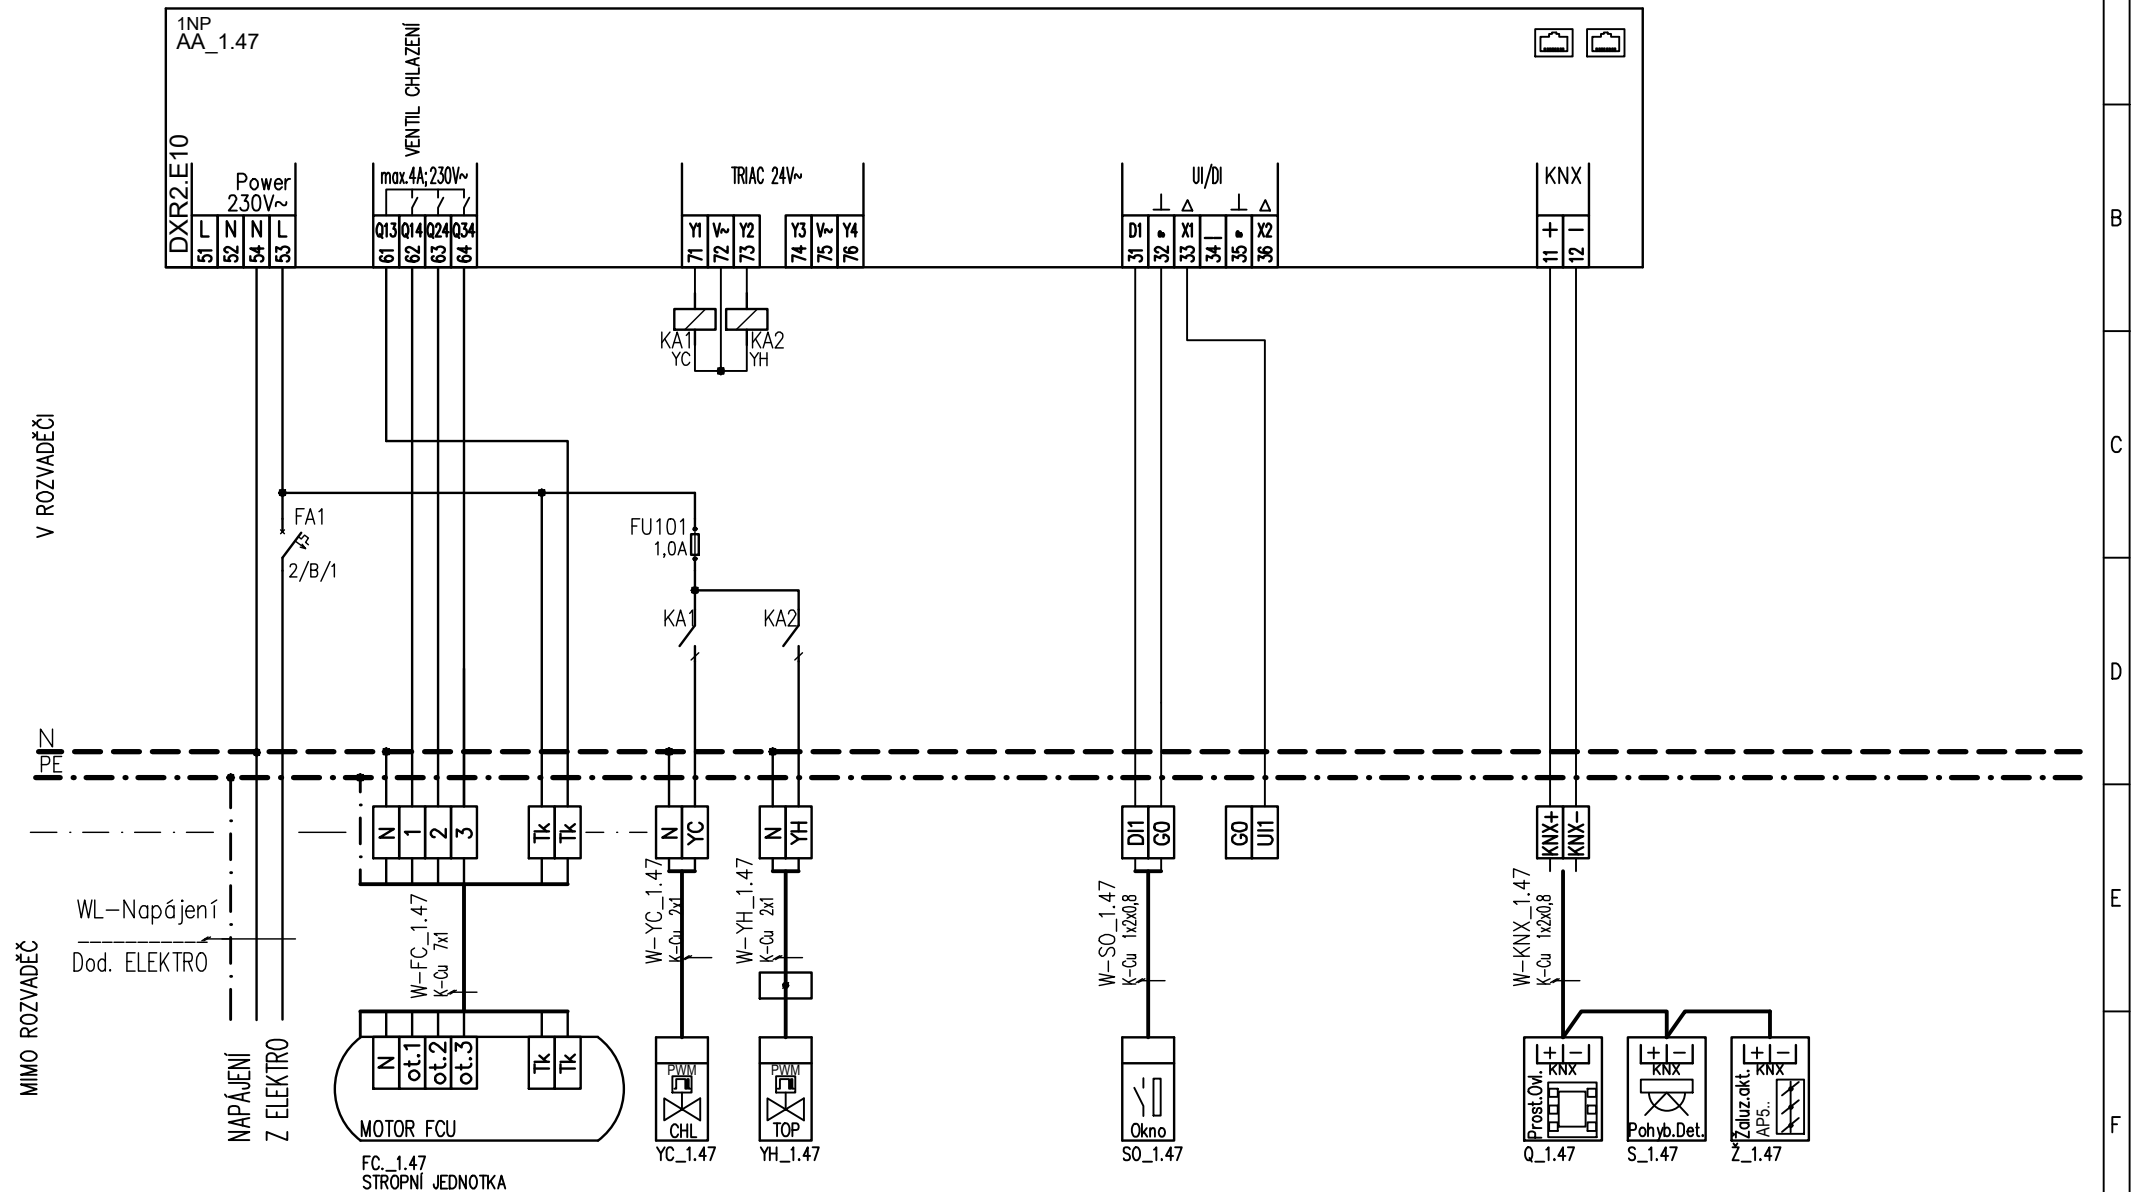 1NP
AA_1.47
DXR2.E10
VENTIL CHLAZENÍ
Power
230V~
max.4A;230V~
TRIAC 24V~
UI/DI
KNX
L N N L
51 52 54 53
Q13 Q14 Q24 Q34
61 62 63 64
Y1 V~ Y2
71 72 73
Y3 V~ Y4
74 75 76
D1 X1 X2
31 32 33 34 35 36
+ −
11 12
B
KA1
YC
KA2
YH
V ROZVADĚČI
C
FA1
2/B/1
FU101
1,0A
KA1
KA2
D
N
PE
N 1 2 3
Tk Tk
N YC
N YH
DI1 G0
G0 UI1
KNX+ KNX-
MIMO ROZVADĚČ
WL-Napájení
Dod. ELEKTRO
W-FC_1.47
K-Cu 7x1
W-YC_1.47
K-Cu 2x1
W-YH_1.47
K-Cu 2x1
W-SO_1.47
K-Cu 1x2x0,8
W-KNX_1.47
K-Cu 1x2x0,8
E
NAPÁJENÍ
Z ELEKTRO
N ot.1 ot.2 ot.3
Tk Tk
MOTOR FCU
FC._1.47
STROPNÍ JEDNOTKA
PWM
CHL
YC_1.47
PWM
TOP
YH_1.47
Okno
SO_1.47
+ −
KNX
Prost.Ovl.
Q_1.47
+ −
KNX
Pohyb.Det.
S_1.47
+ −
KNX
*Žaluz.akt.
AP5..
Ž_1.47
F